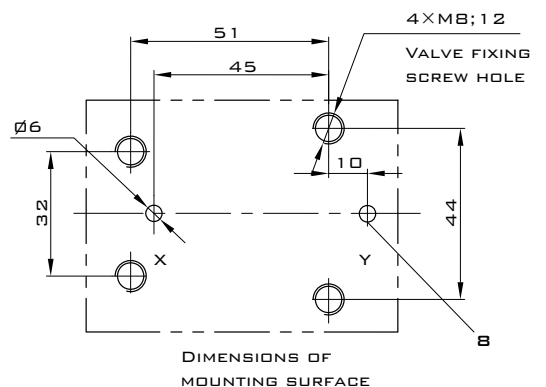 51
4×M8;12
45
VALVE FIXING
SCREW HOLE
Ø6
10
32
44
X
Y
8
DIMENSIONS OF
MOUNTING SURFACE